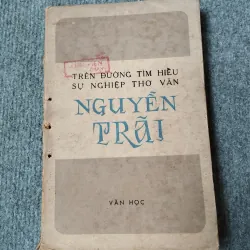 TRÊN ĐƯỜNG TÌM HIỂU
SỰ NGHIỆP THƠ VĂN
NGUYỄN
TRÃI
VĂN HỌC